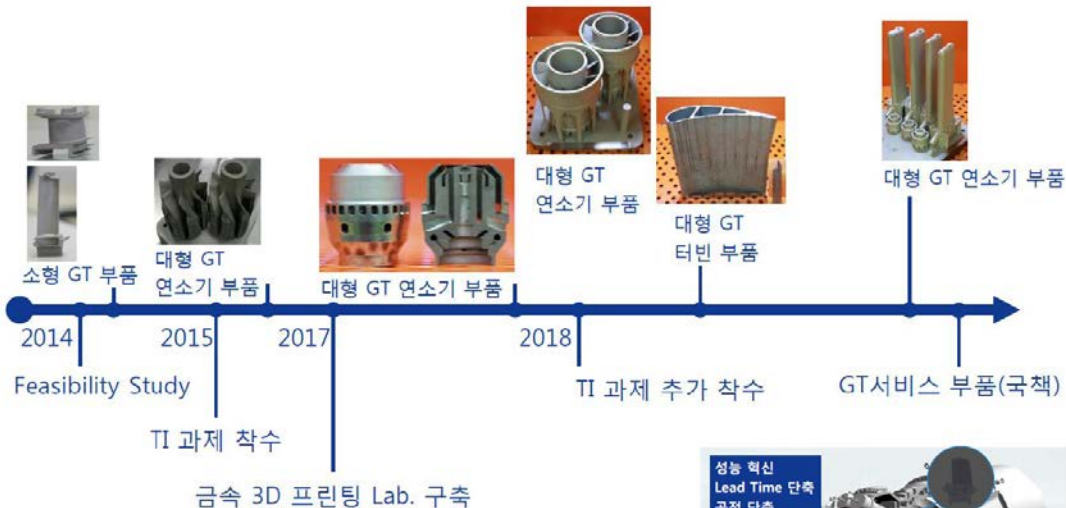 대형 GT
연소기 부품
대형 GT
터빈 부품
대형 GT 연소기 부품
소형 GT 부품
대형 GT
연소기 부품
대형 GT 연소기 부품
2014
2015
2017
2018
Feasibility Study
TI 과제 착수
금속 3D 프린팅 Lab. 구축
TI 과제 추가 착수
GT서비스 부품(국책)
성능 혁신
Lead Time 단축